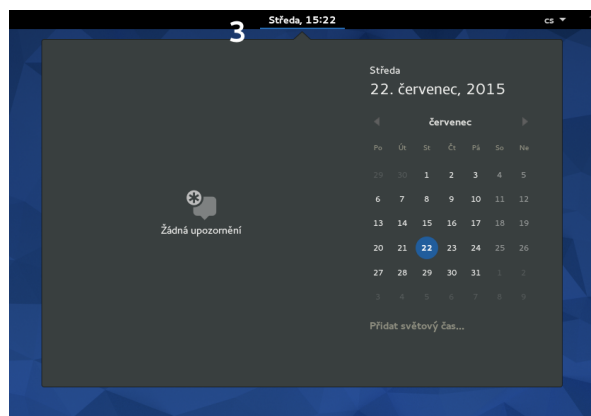 Středa, 15:22
cs
3
Středa
22. červenec, 2015
červenec
Po Út St Čt Pá So Ne
29 30 1 2 3 4 5
6 7 8 9 10 11 12
13 14 15 16 17 18 19
20 21 22 23 24 25 26
27 28 29 30 31 1 2
3 4 5 6 7 8 9
Žádná upozornění
Přidat světový čas...